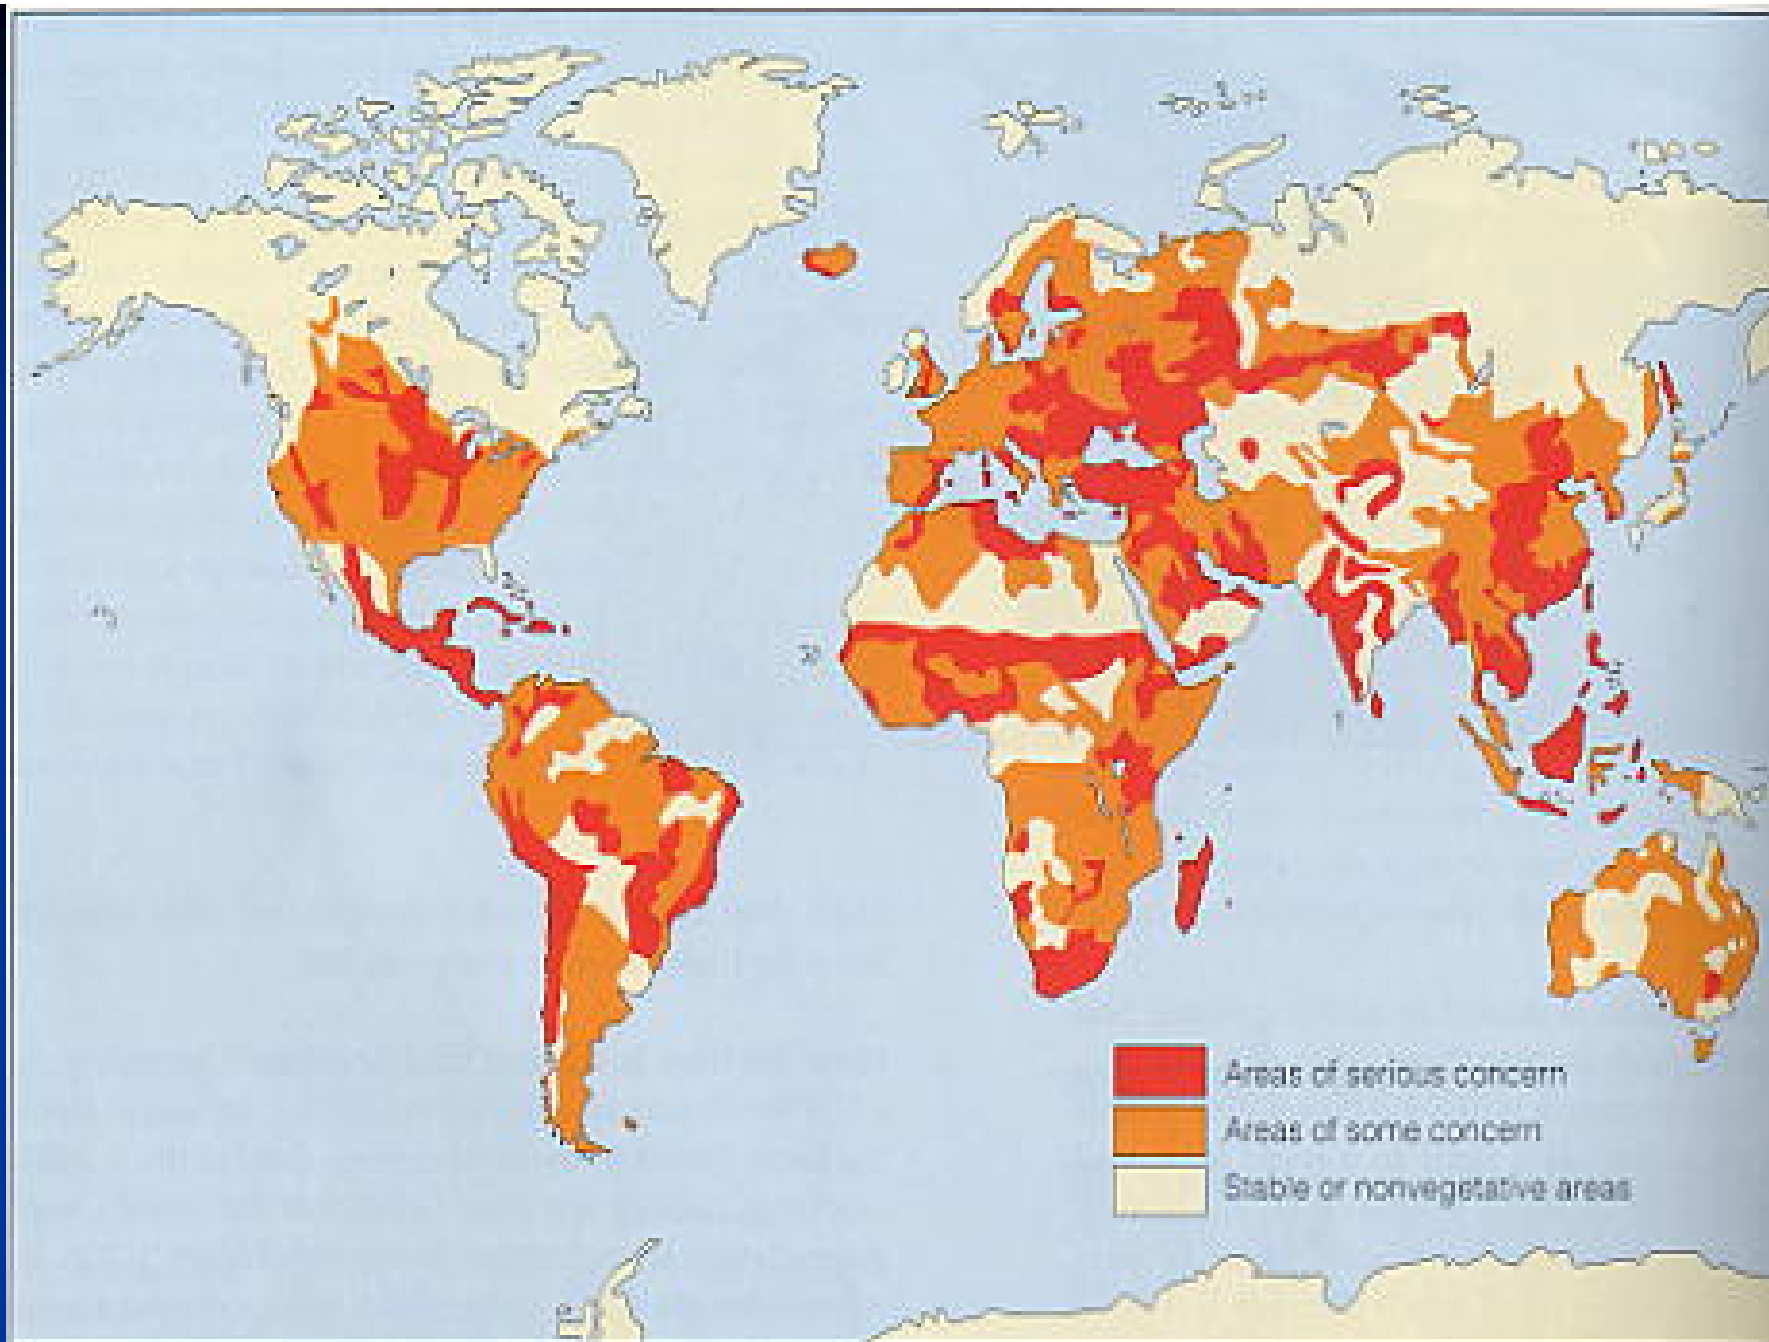 Areas of serious concern
Areas of some concern
Stable or nonvegetative areas